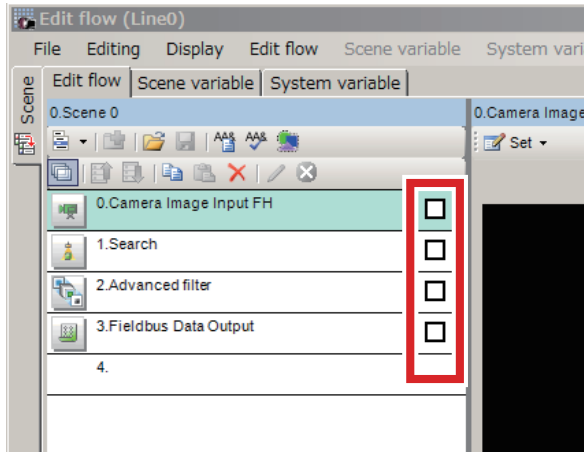 Edit flow (Line0)
File Editing Display Edit flow Scene variable System vari
Scene
Edit flow Scene variable System variable
0.Scene 0
0.Camera Image
Set
0.Camera Image Input FH
1.Search
2.Advanced filter
3.Fieldbus Data Output
4.